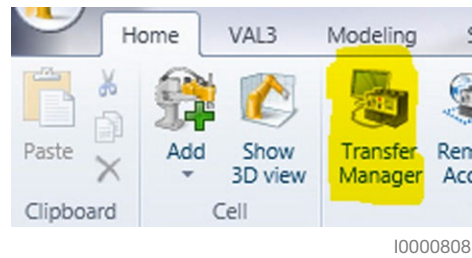 Home VAL3 Modeling
Paste Add Show 3D view Transfer Manager
Clipboard Cell
I0000808